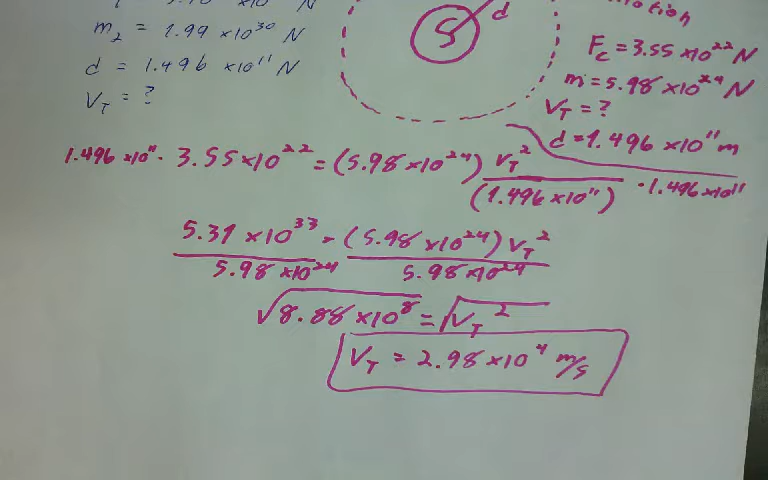 m₂ = 1.99 ×10³⁰ N
d = 1.496 ×10¹¹ N
V_T = ?
S
d
F_c = 3.55 ×10²² N
m = 5.98 ×10²⁴ N
V_T = ?
d = 1.496 ×10¹¹ m
1.496 ×10¹¹ · 3.55 ×10²² = (5.98 ×10²⁴) V_T² / (1.496 ×10¹¹) · 1.496 ×10¹¹
5.31 ×10³³ / 5.98 ×10²⁴ = (5.98 ×10²⁴) V_T² / 5.98 ×10²⁴
√8.88 ×10⁸ = √V_T²
V_T = 2.98 ×10⁴ m/s